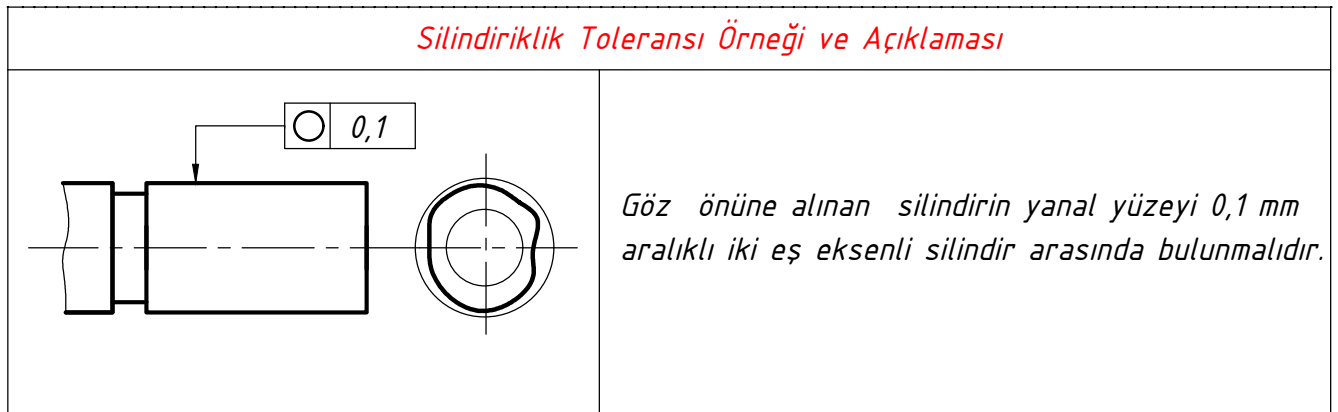 Silindiriklik Toleransı Örneği ve Açıklaması
0,1
Göz önüne alınan silindirin yanal yüzeyi 0,1 mm
aralıklı iki eş eksenli silindir arasında bulunmalıdır.